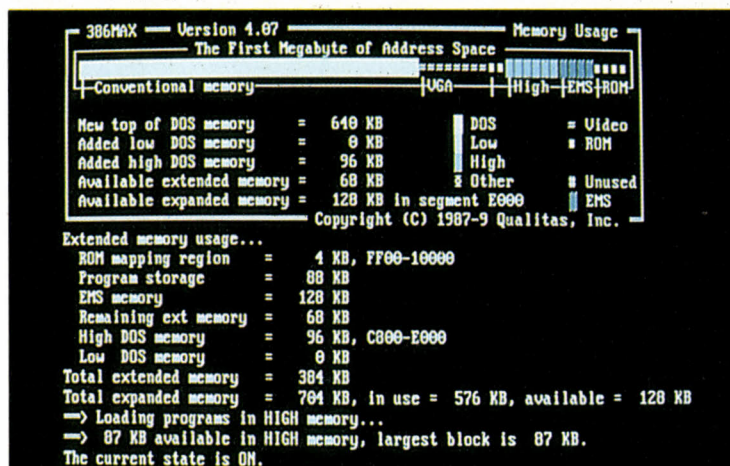 386MAX Version 4.07 Memory Usage
The First Megabyte of Address Space
Conventional memory VGA High EMS ROM
New top of DOS memory = 640 KB DOS = Video
Added low DOS memory = 0 KB Low ROM
Added high DOS memory = 96 KB High
Available extended memory = 68 KB Other Unused
Available expanded memory = 128 KB in segment E000 EMS
Copyright (C) 1987-9 Qualitas, Inc.
Extended memory usage...
ROM mapping region = 4 KB, FF00-10000
Program storage = 88 KB
EMS memory = 128 KB
Remaining ext memory = 68 KB
High DOS memory = 96 KB, C800-E000
Low DOS memory = 0 KB
Total extended memory = 384 KB
Total expanded memory = 704 KB, in use = 576 KB, available = 128 KB
=> Loading programs in HIGH memory...
=> 87 KB available in HIGH memory, largest block is 87 KB.
The current state is ON.